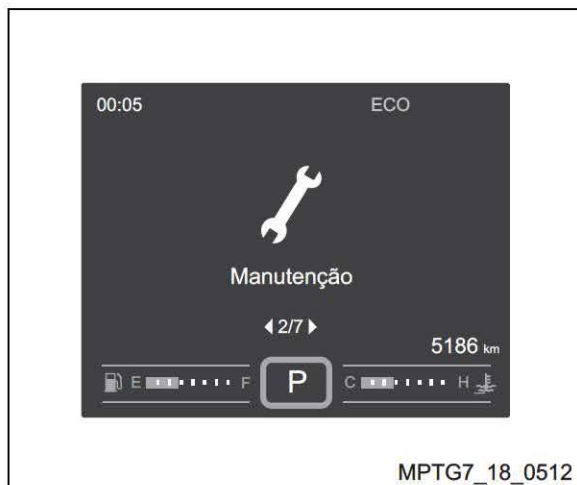 00:05 ECO
Manutenção
2/7
5186 km
E F P C H
MPTG7_18_0512